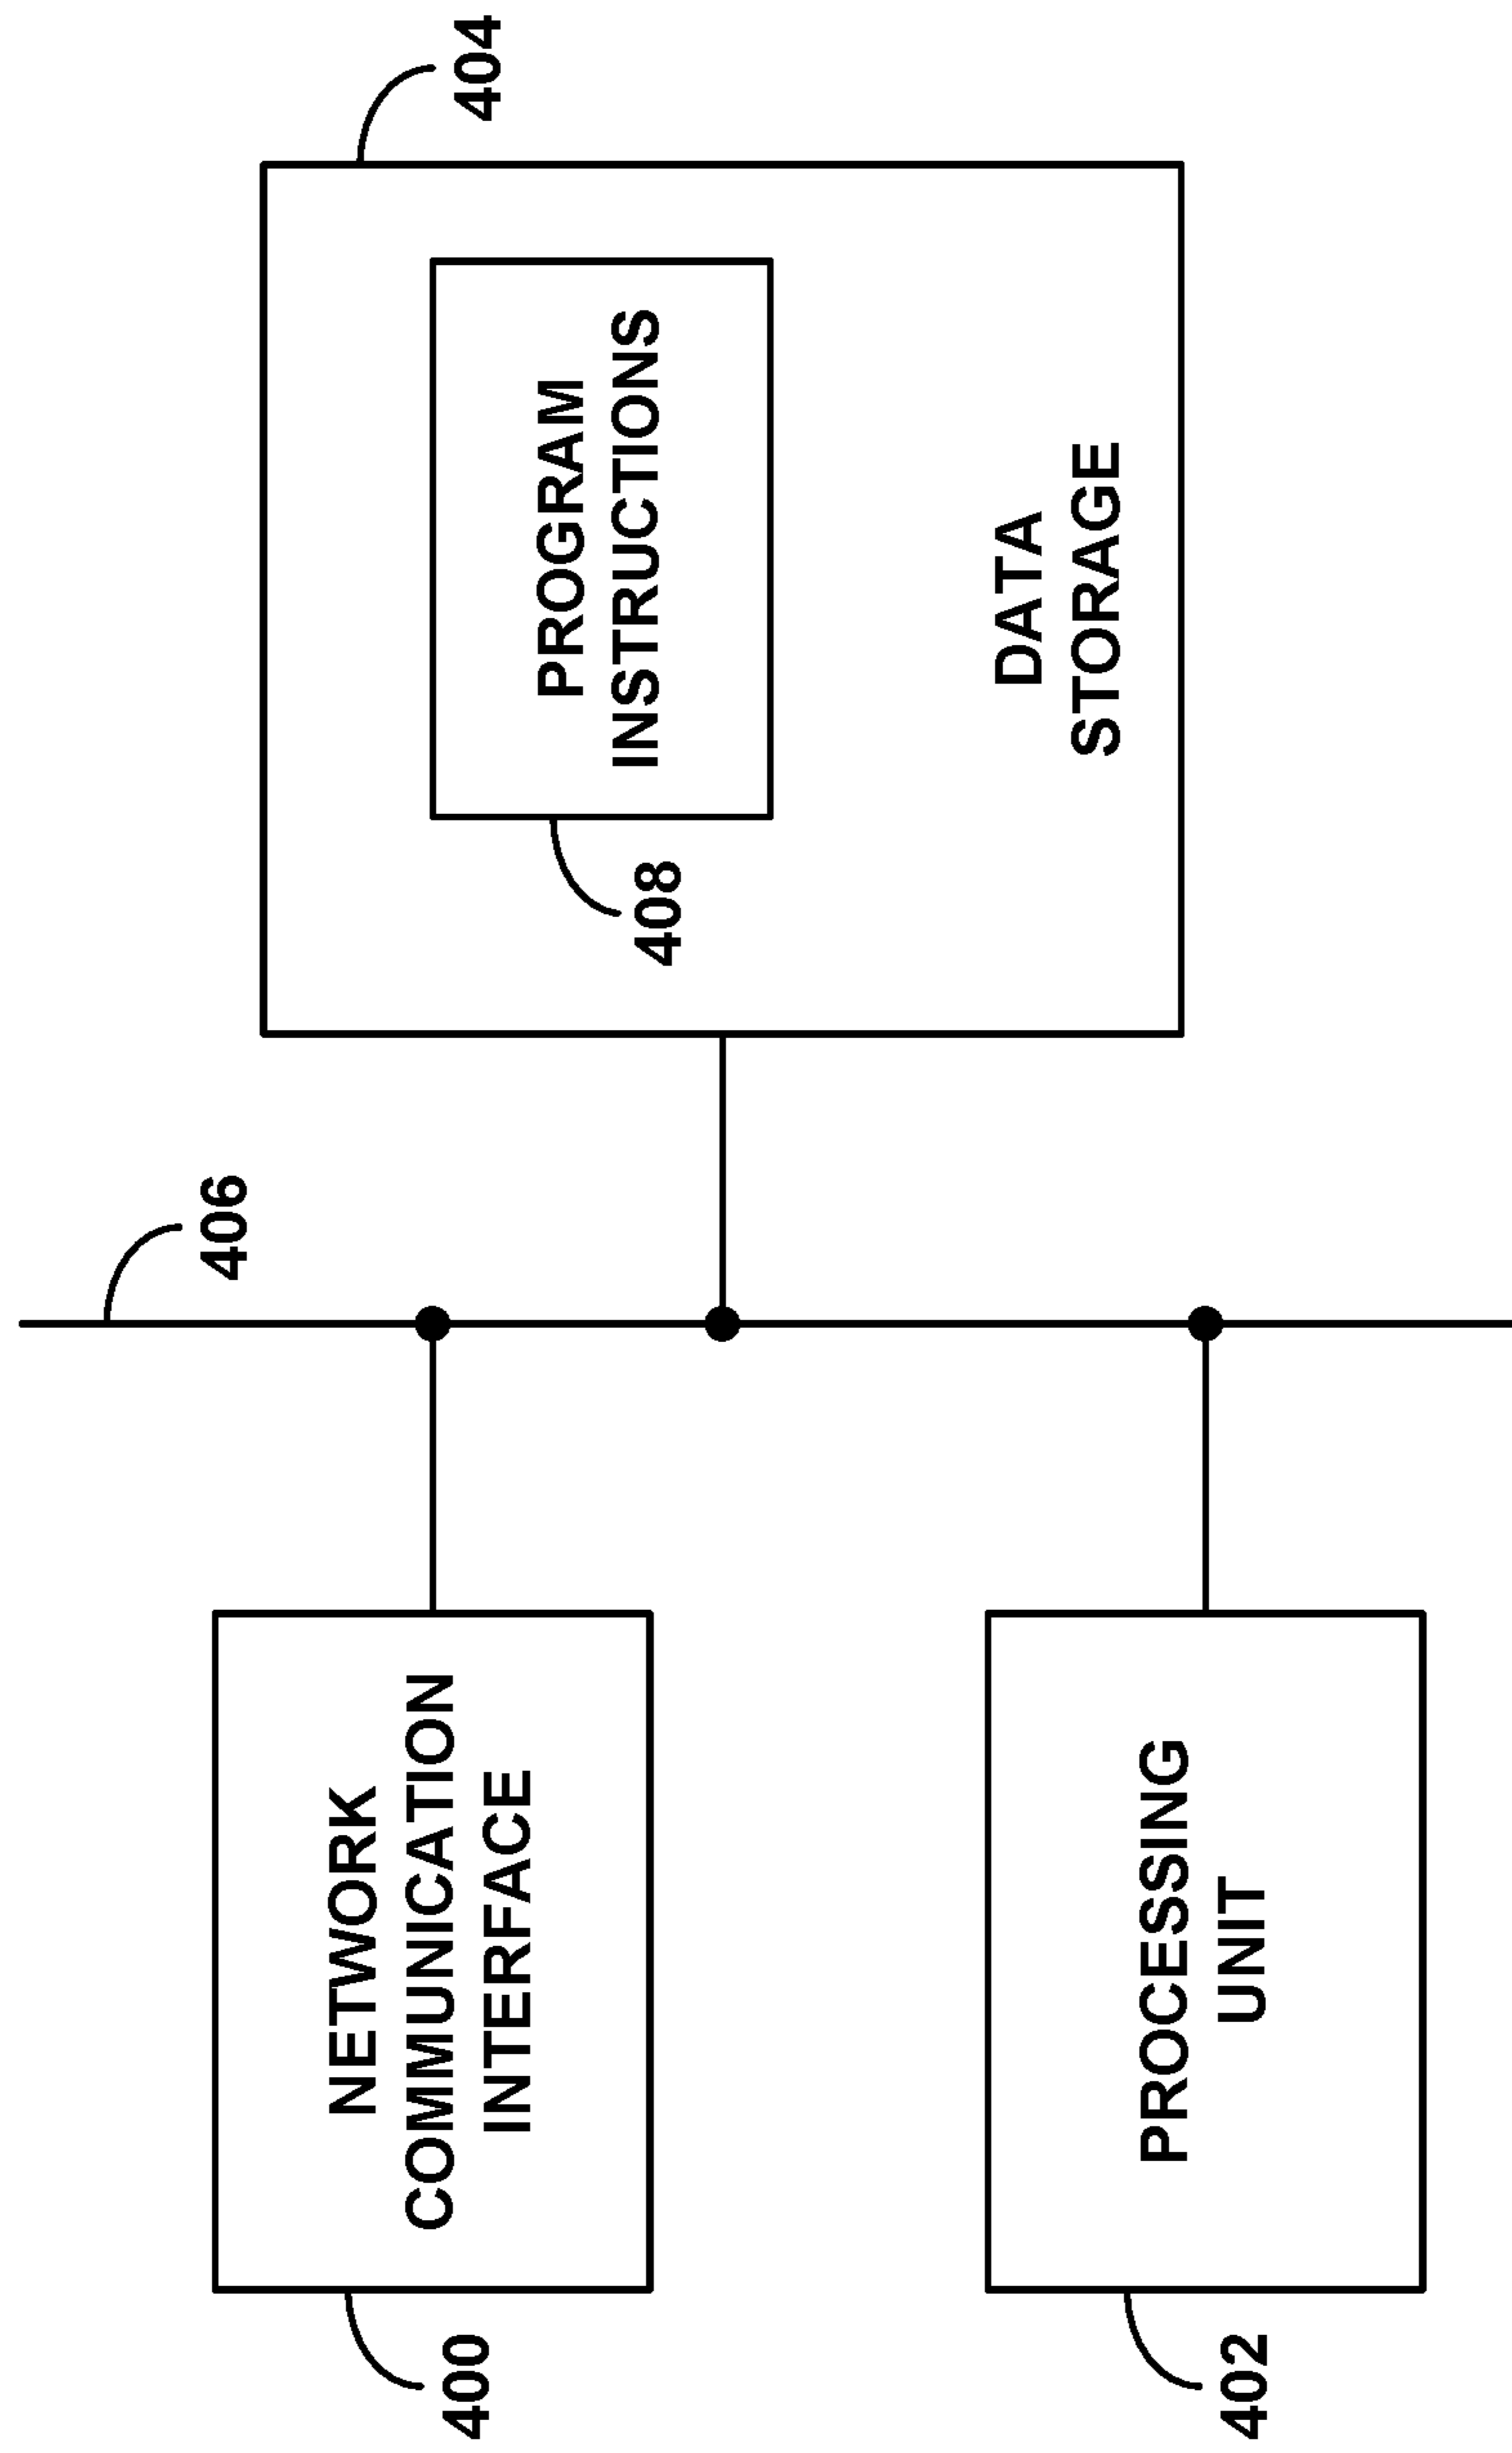 400
NETWORK
COMMUNICATION
INTERFACE
406
404
PROGRAM
INSTRUCTIONS
408
DATA
STORAGE
402
PROCESSING
UNIT